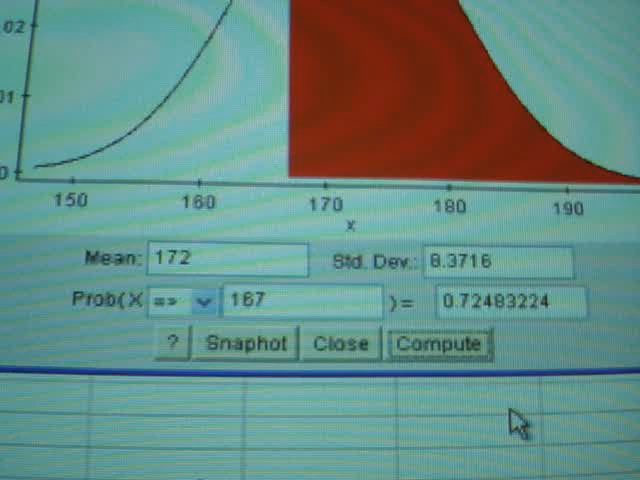 .02
01
0
150 160 170 180 190
x
Mean: 172 Std. Dev.: 8.3716
Prob(X => 167 )= 0.72483224
? Snaphot Close Compute